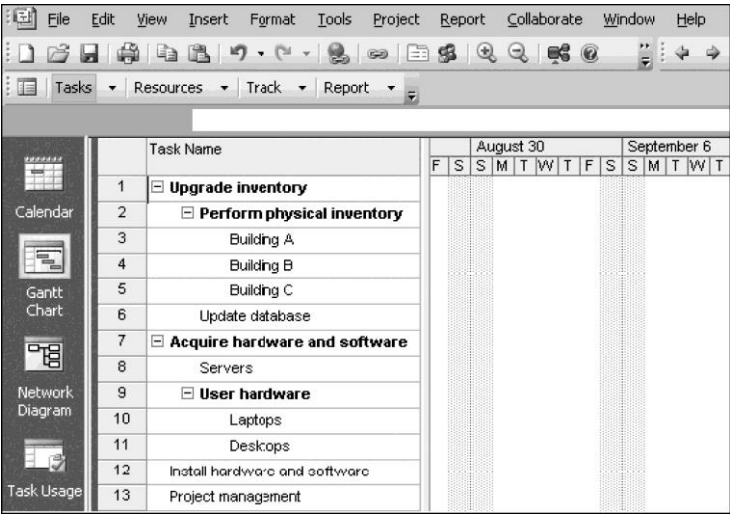 File Edit View Insert Format Tools Project Report Collaborate Window Help
Tasks Resources Track Report
Task Name August 30 September 6
F S S M T W T F S S M T W T
1 Upgrade inventory
Calendar 2 Perform physical inventory
3 Building A
4 Building B
5 Building C
Gantt
Chart
6 Update database
7 Acquire hardware and software
8 Servers
9 User hardware
Network
Diagram
10 Laptops
11 Desktops
12 Install hardware and software
Task Usage 13 Project management